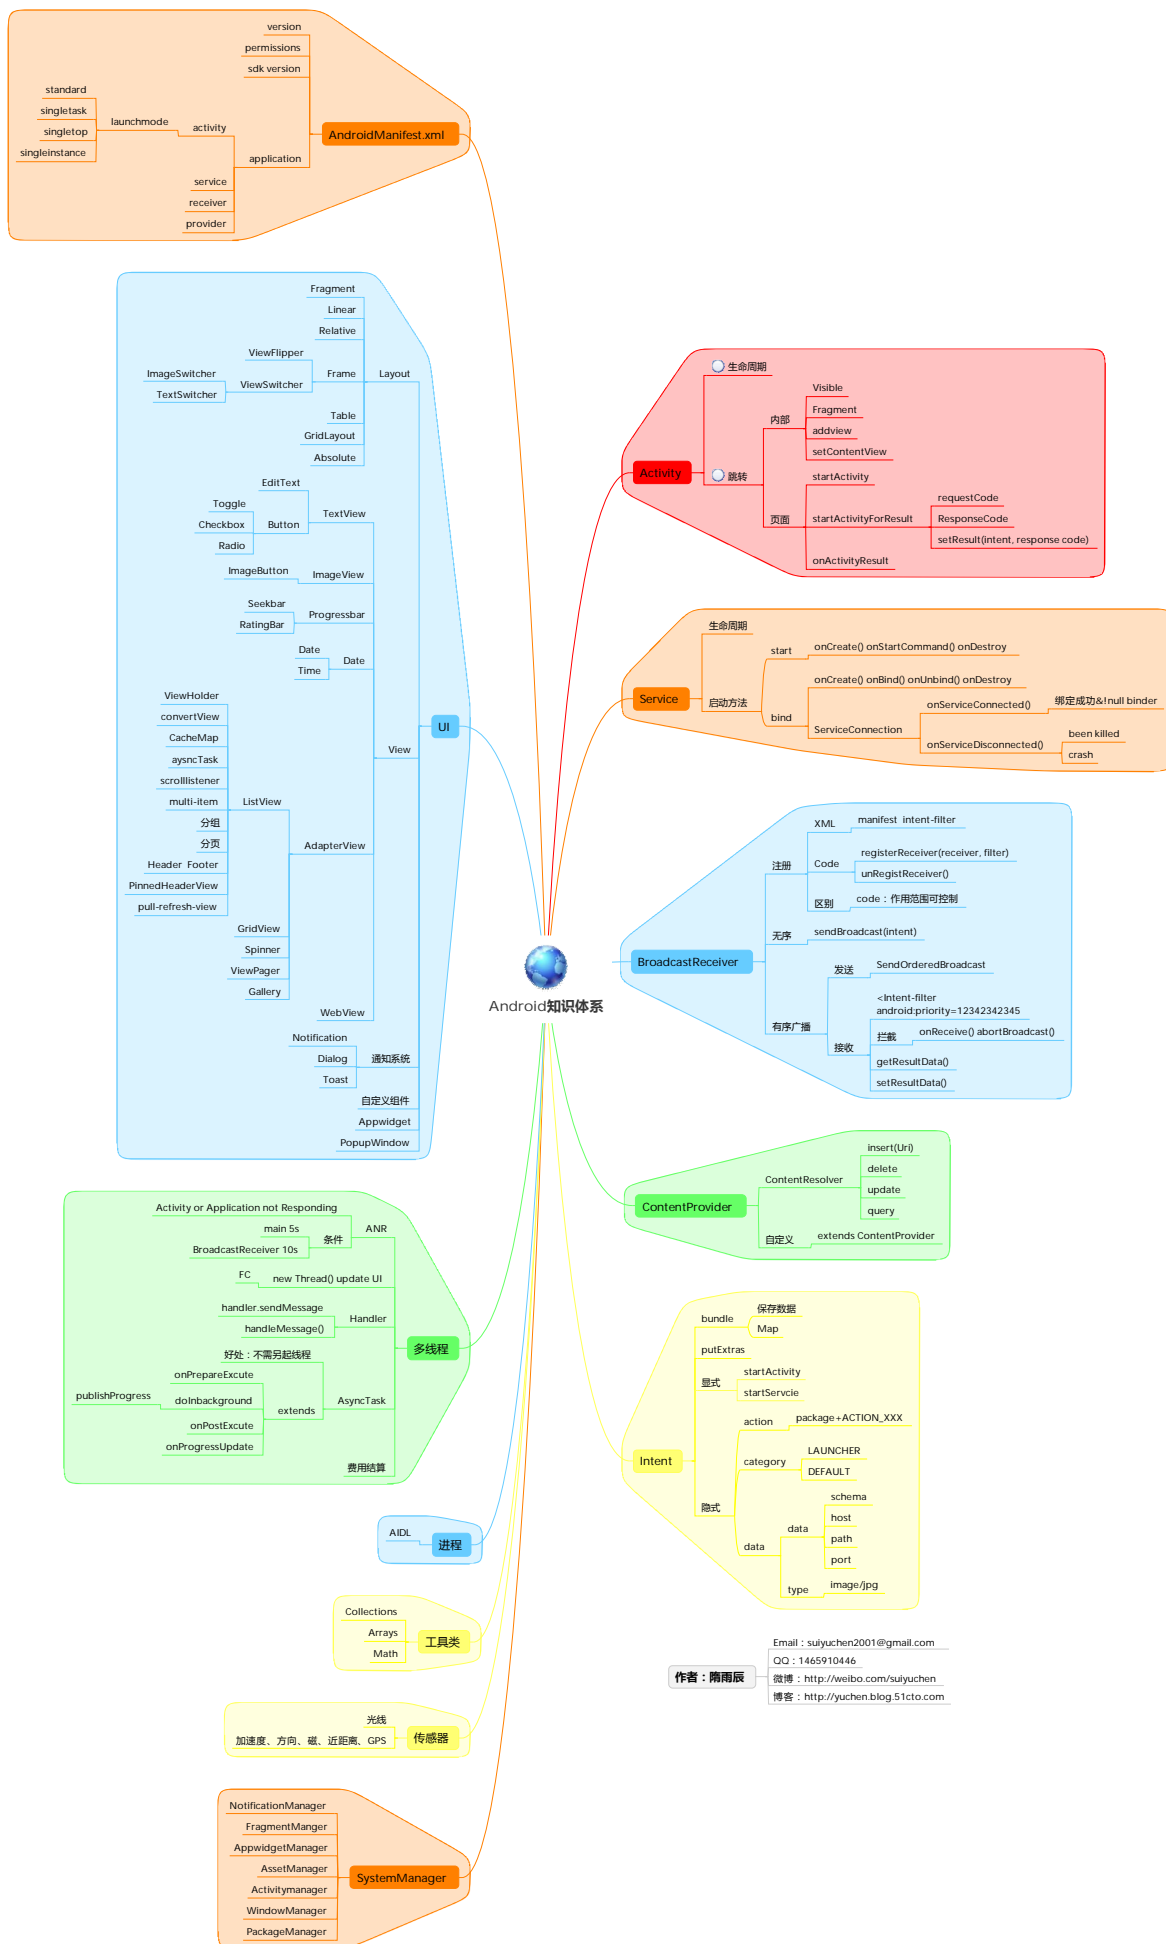 version
permissions
sdk version
standard
singletask
singletop
singleinstance
launchmode
activity
service
receiver
provider
application
AndroidManifest.xml
Fragment
Linear
Relative
ViewFlipper
ImageSwitcher
TextSwitcher
ViewSwitcher
Frame
Table
GridLayout
Absolute
Layout
EditText
Toggle
Checkbox
Radio
Button
TextView
ImageButton
ImageView
Seekbar
RatingBar
Progressbar
Date
Time
Date
ViewHolder
convertView
CacheMap
aysncTask
scrolllistener
multi-item
分组
分页
Header Footer
PinnedHeaderView
pull-refresh-view
ListView
GridView
Spinner
ViewPager
Gallery
AdapterView
WebView
View
Notification
Dialog
Toast
通知系统
自定义组件
Appwidget
PopupWindow
UI
Activity or Application not Responding
main 5s
BroadcastReceiver 10s
条件
ANR
FC
new Thread() update UI
handler.sendMessage
handleMessage()
Handler
好处：不需另起线程
onPrepareExcute
publishProgress
doInbackground
onPostExcute
onProgressUpdate
extends
AsyncTask
费用结算
多线程
AIDL
进程
Collections
Arrays
Math
工具类
光线
加速度、方向、磁、近距离、GPS
传感器
NotificationManager
FragmentManger
AppwidgetManager
AssetManager
Activitymanager
WindowManager
PackageManager
SystemManager
Android知识体系
Activity
生命周期
跳转
内部
Visible
Fragment
addview
setContentView
页面
startActivity
startActivityForResult
requestCode
ResponseCode
setResult(intent, response code)
onActivityResult
Service
生命周期
启动方法
start
onCreate() onStartCommand() onDestroy
bind
onCreate() onBind() onUnbind() onDestroy
ServiceConnection
onServiceConnected()
绑定成功&!null binder
onServiceDisconnected()
been killed
crash
BroadcastReceiver
注册
XML
manifest intent-filter
Code
registerReceiver(receiver, filter)
unRegistReceiver()
区别
code：作用范围可控制
无序
sendBroadcast(intent)
有序广播
发送
SendOrderedBroadcast
接收
<Intent-filter
android:priority=12342342345
拦截
onReceive() abortBroadcast()
getResultData()
setResultData()
ContentProvider
ContentResolver
insert(Uri)
delete
update
query
自定义
extends ContentProvider
Intent
bundle
保存数据
Map
putExtras
显式
startActivity
startServcie
隐式
action
package+ACTION_XXX
category
LAUNCHER
DEFAULT
data
data
schema
host
path
port
type
image/jpg
作者：隋雨辰
Email：suiyuchen2001@gmail.com
QQ：1465910446
微博：http://weibo.com/suiyuchen
博客：http://yuchen.blog.51cto.com